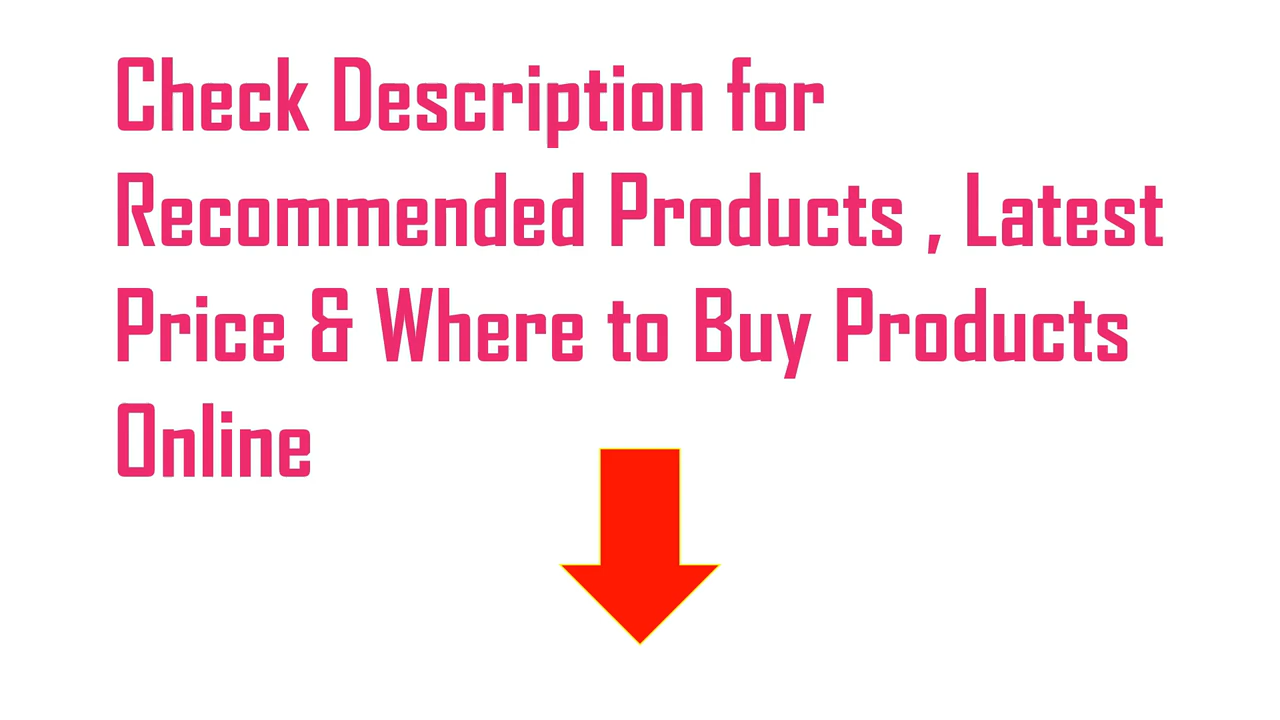 Check Description for
Recommended Products , Latest
Price & Where to Buy Products
Online